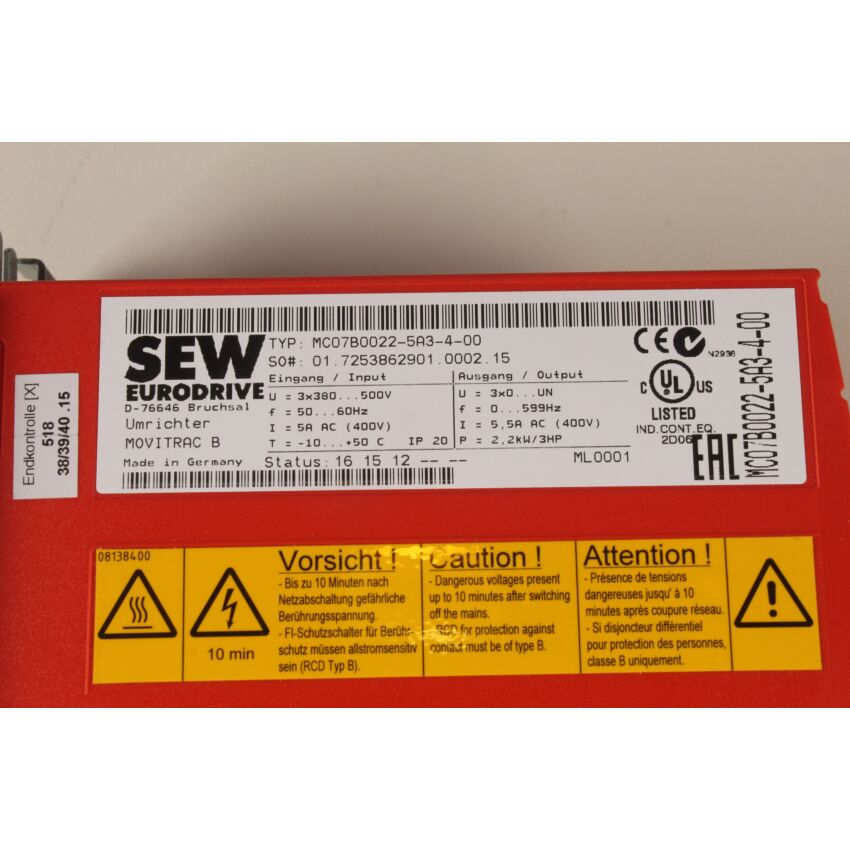 Endkontrolle [X]
518
38/39/40 .15
SEW
EURODRIVE
D-76646 Bruchsal
Umrichter
MOVITRAC B
Made in Germany
TYP: MC07B0022-5A3-4-00
SO#: 01.7253862901.0002.15
Eingang / Input
U = 3x380...500V
f = 50...60Hz
I = 5A AC (400V)
T = -10...+50 C IP 20
Ausgang / Output
U = 3x0...UN
f = 0...599Hz
I = 5,5A AC (400V)
P = 2,2kW/3HP
Status: 16 15 12 -- -- ML0001
CE
N2936
C UL US
LISTED
IND.CONT.EQ.
2D06
EAC
MC07B0022-5A3-4-00
08138400
10 min
Vorsicht !
- Bis zu 10 Minuten nach
Netzabschaltung gefährliche
Berührungsspannung.
- FI-Schutzschalter für Berühr-
schutz müssen allstromsensitiv
sein (RCD Typ B).
Caution !
- Dangerous voltages present
up to 10 minutes after switching
off the mains.
- RCD for protection against
contact must be of type B.
Attention !
- Présence de tensions
dangereuses jusqu' à 10
minutes après coupure réseau.
- Si disjoncteur différentiel
pour protection des personnes,
classe B uniquement.